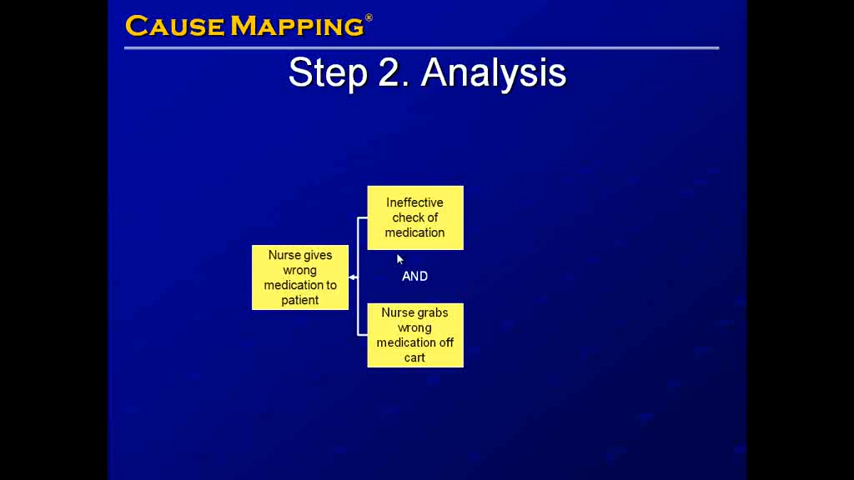 CAUSE MAPPING®
Step 2. Analysis
Ineffective
check of
medication
Nurse gives
wrong
medication to
patient
AND
Nurse grabs
wrong
medication off
cart